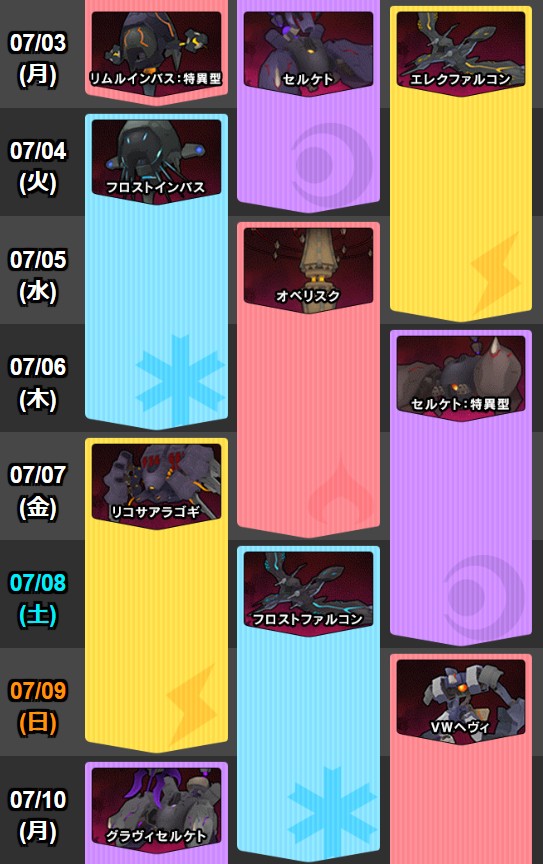 07/03
(月)
リムルインバス:特異型
セルケト
エレクファルコン
07/04
(火)
フロストインバス
07/05
(水)
オベリスク
07/06
(木)
セルケト:特異型
07/07
(金)
リコサアラゴギ
07/08
(土)
フロストファルコン
07/09
(日)
VWヘヴィ
07/10
(月)
グラヴィセルケト